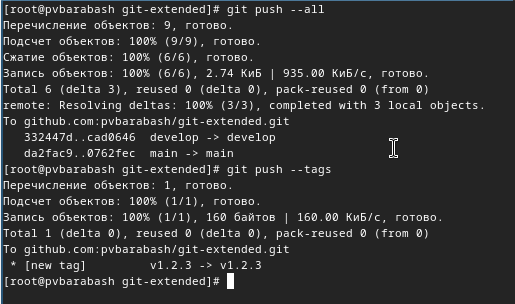 [root@pvbarabash git-extended]# git push --all
Перечисление объектов: 9, готово.
Подсчет объектов: 100% (9/9), готово.
Сжатие объектов: 100% (6/6), готово.
Запись объектов: 100% (6/6), 2.74 КиБ | 935.00 КиБ/с, готово.
Total 6 (delta 3), reused 0 (delta 0), pack-reused 0 (from 0)
remote: Resolving deltas: 100% (3/3), completed with 3 local objects.
To github.com:pvbarabash/git-extended.git
   332447d..cad0646  develop -> develop
   da2fac9..0762fec  main -> main
[root@pvbarabash git-extended]# git push --tags
Перечисление объектов: 1, готово.
Подсчет объектов: 100% (1/1), готово.
Запись объектов: 100% (1/1), 160 байтов | 160.00 КиБ/с, готово.
Total 1 (delta 0), reused 0 (delta 0), pack-reused 0 (from 0)
To github.com:pvbarabash/git-extended.git
 * [new tag]         v1.2.3 -> v1.2.3
[root@pvbarabash git-extended]#